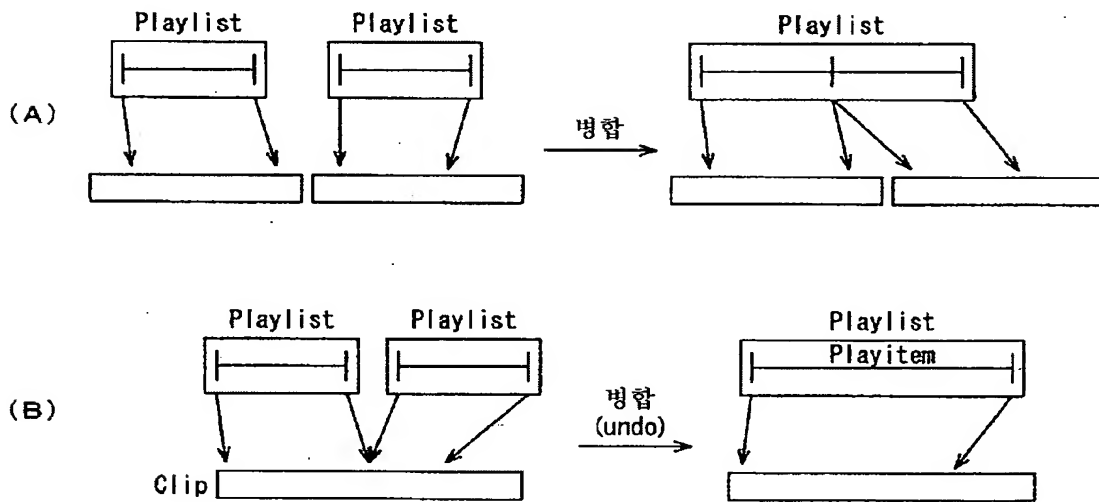 Playlist Playlist
Playlist
(A)
병합
Playlist Playlist
Playlist
Playitem
(B)
병합
(undo)
Clip